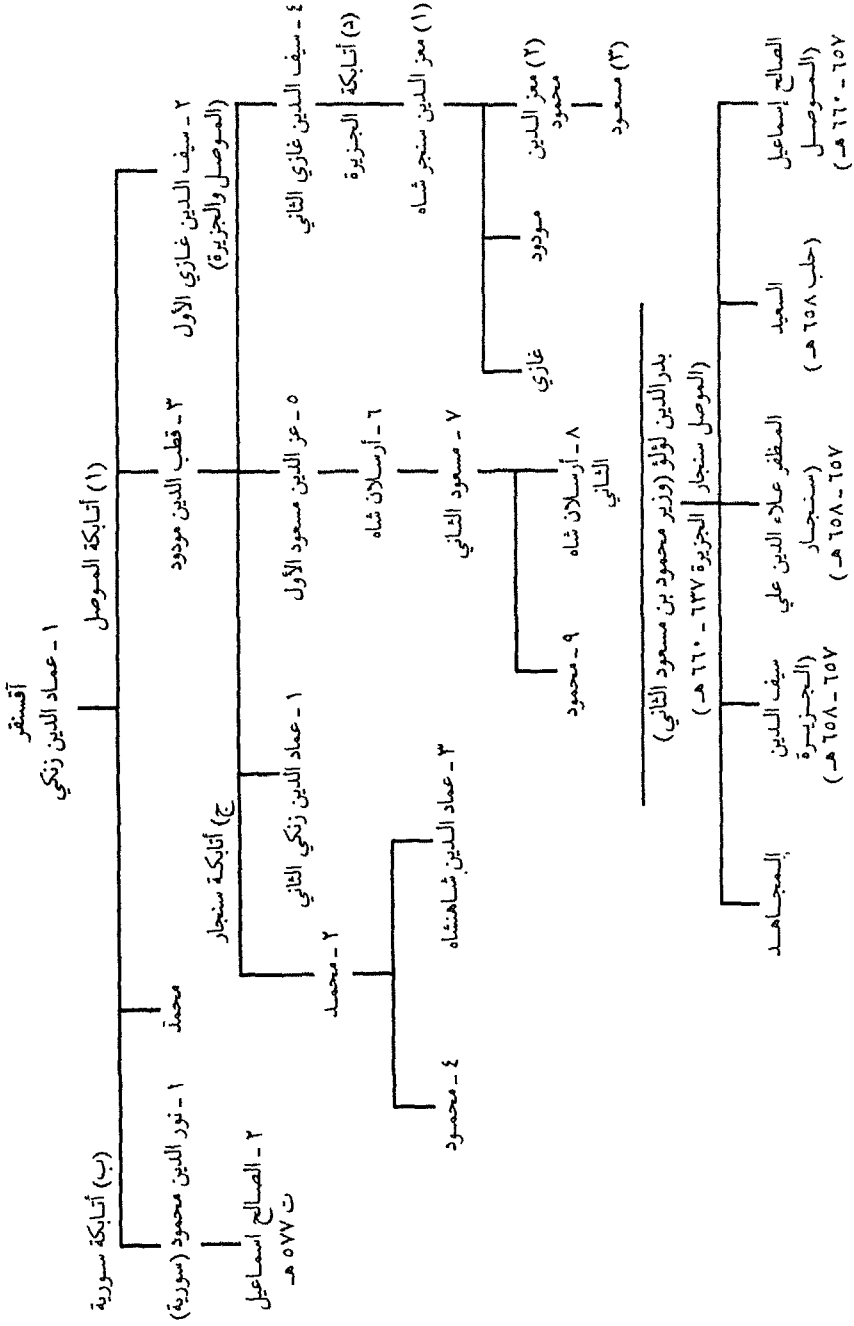 آقسنقر
١ - عماد الدين زنكي
(١) أتابكة الموصل
(ب) أتابكة سورية
٢ - سيف الدين غازي الأول
(الموصل والجزيرة)
٣ - قطب الدين مودود
محمد
١ - نور الدين محمود (سورية)
٢ - الصالح اسماعيل
ت ٥٧٧ هـ
٤ - سيف الدين غازي الثاني
(د) أتابكة الجزيرة
(١) معز الدين سنجر شاه
(٢) معز الدين
محمود
(٣) مسعود
مودود
غازي
٥ - عز الدين مسعود الأول
٦ - أرسلان شاه
٧ - مسعود الثاني
٨ - أرسلان شاه
الثاني
٩ - محمود
ج) أتابكة سنجار
١ - عماد الدين زنكي الثاني
٢ - محمد
٣ - عماد الدين شاهنشاه
٤ - محمود
بدر الدين لؤلؤ (وزير محمود بن مسعود الثاني)
(الموصل سنجار الجزيرة ٦٣٧ - ٦٦٠ هـ)
الصالح إسماعيل
(الموصل
٦٥٧ - ٦٦٠ هـ)
السعيد
(حلب ٦٥٨ هـ)
المظفر علاء الدين علي
(سنجار
٦٥٧ - ٦٥٨ هـ)
سيف الدين
(الجزيرة
٦٥٧ - ٦٥٨ هـ)
المجاهد